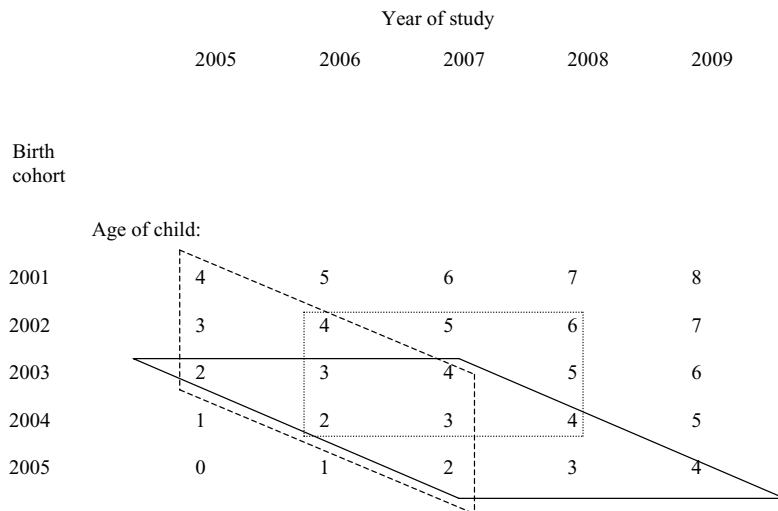 Year of study
2005 2006 2007 2008 2009
Birth
cohort
Age of child:
2001 4 5 6 7 8
2002 3 4 5 6 7
2003 2 3 4 5 6
2004 1 2 3 4 5
2005 0 1 2 3 4